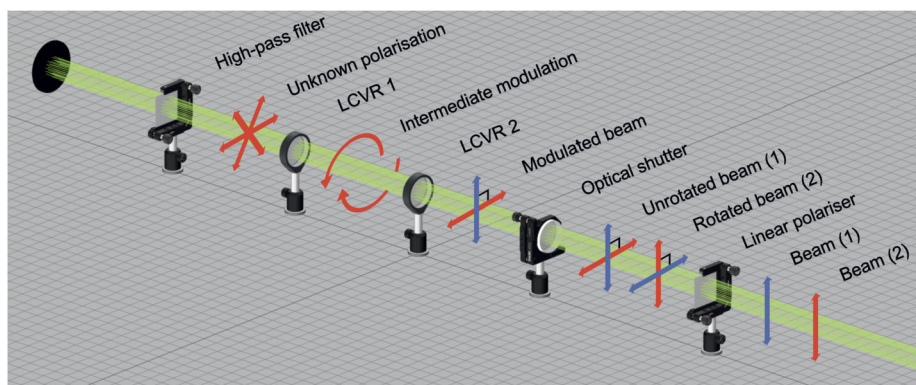 High-pass filter
Unknown polarisation
LCVR 1
Intermediate modulation
LCVR 2
Modulated beam
Optical shutter
Unrotated beam (1)
Rotated beam (2)
Linear polariser
Beam (1)
Beam (2)